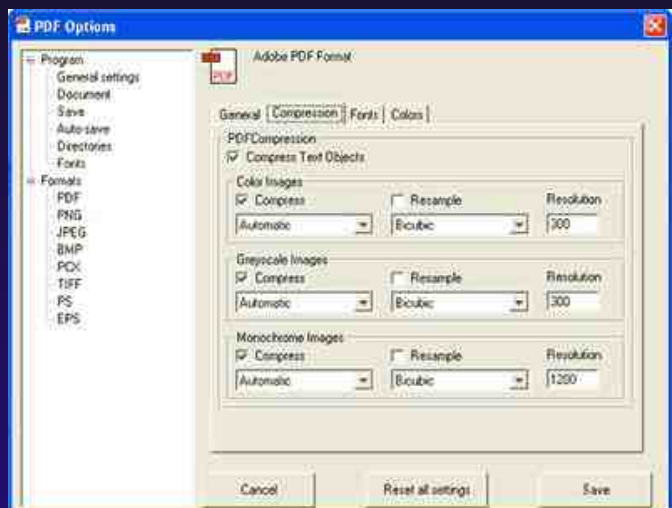 PDF Options
Program
General settings
Document
Save
Auto-save
Directories
Fonts
Formats
PDF
PNG
JPEG
BMP
PCX
TIFF
PS
EPS
PDF
Adobe PDF Format
General Compression Fonts Colors
PDFCompression
Compress Text Objects
Color Images
Compress Resample Resolution
Automatic Bicubic 300
Greyscale Images
Compress Resample Resolution
Automatic Bicubic 300
Monochrome Images
Compress Resample Resolution
Automatic Bicubic 1200
Cancel Reset all settings Save